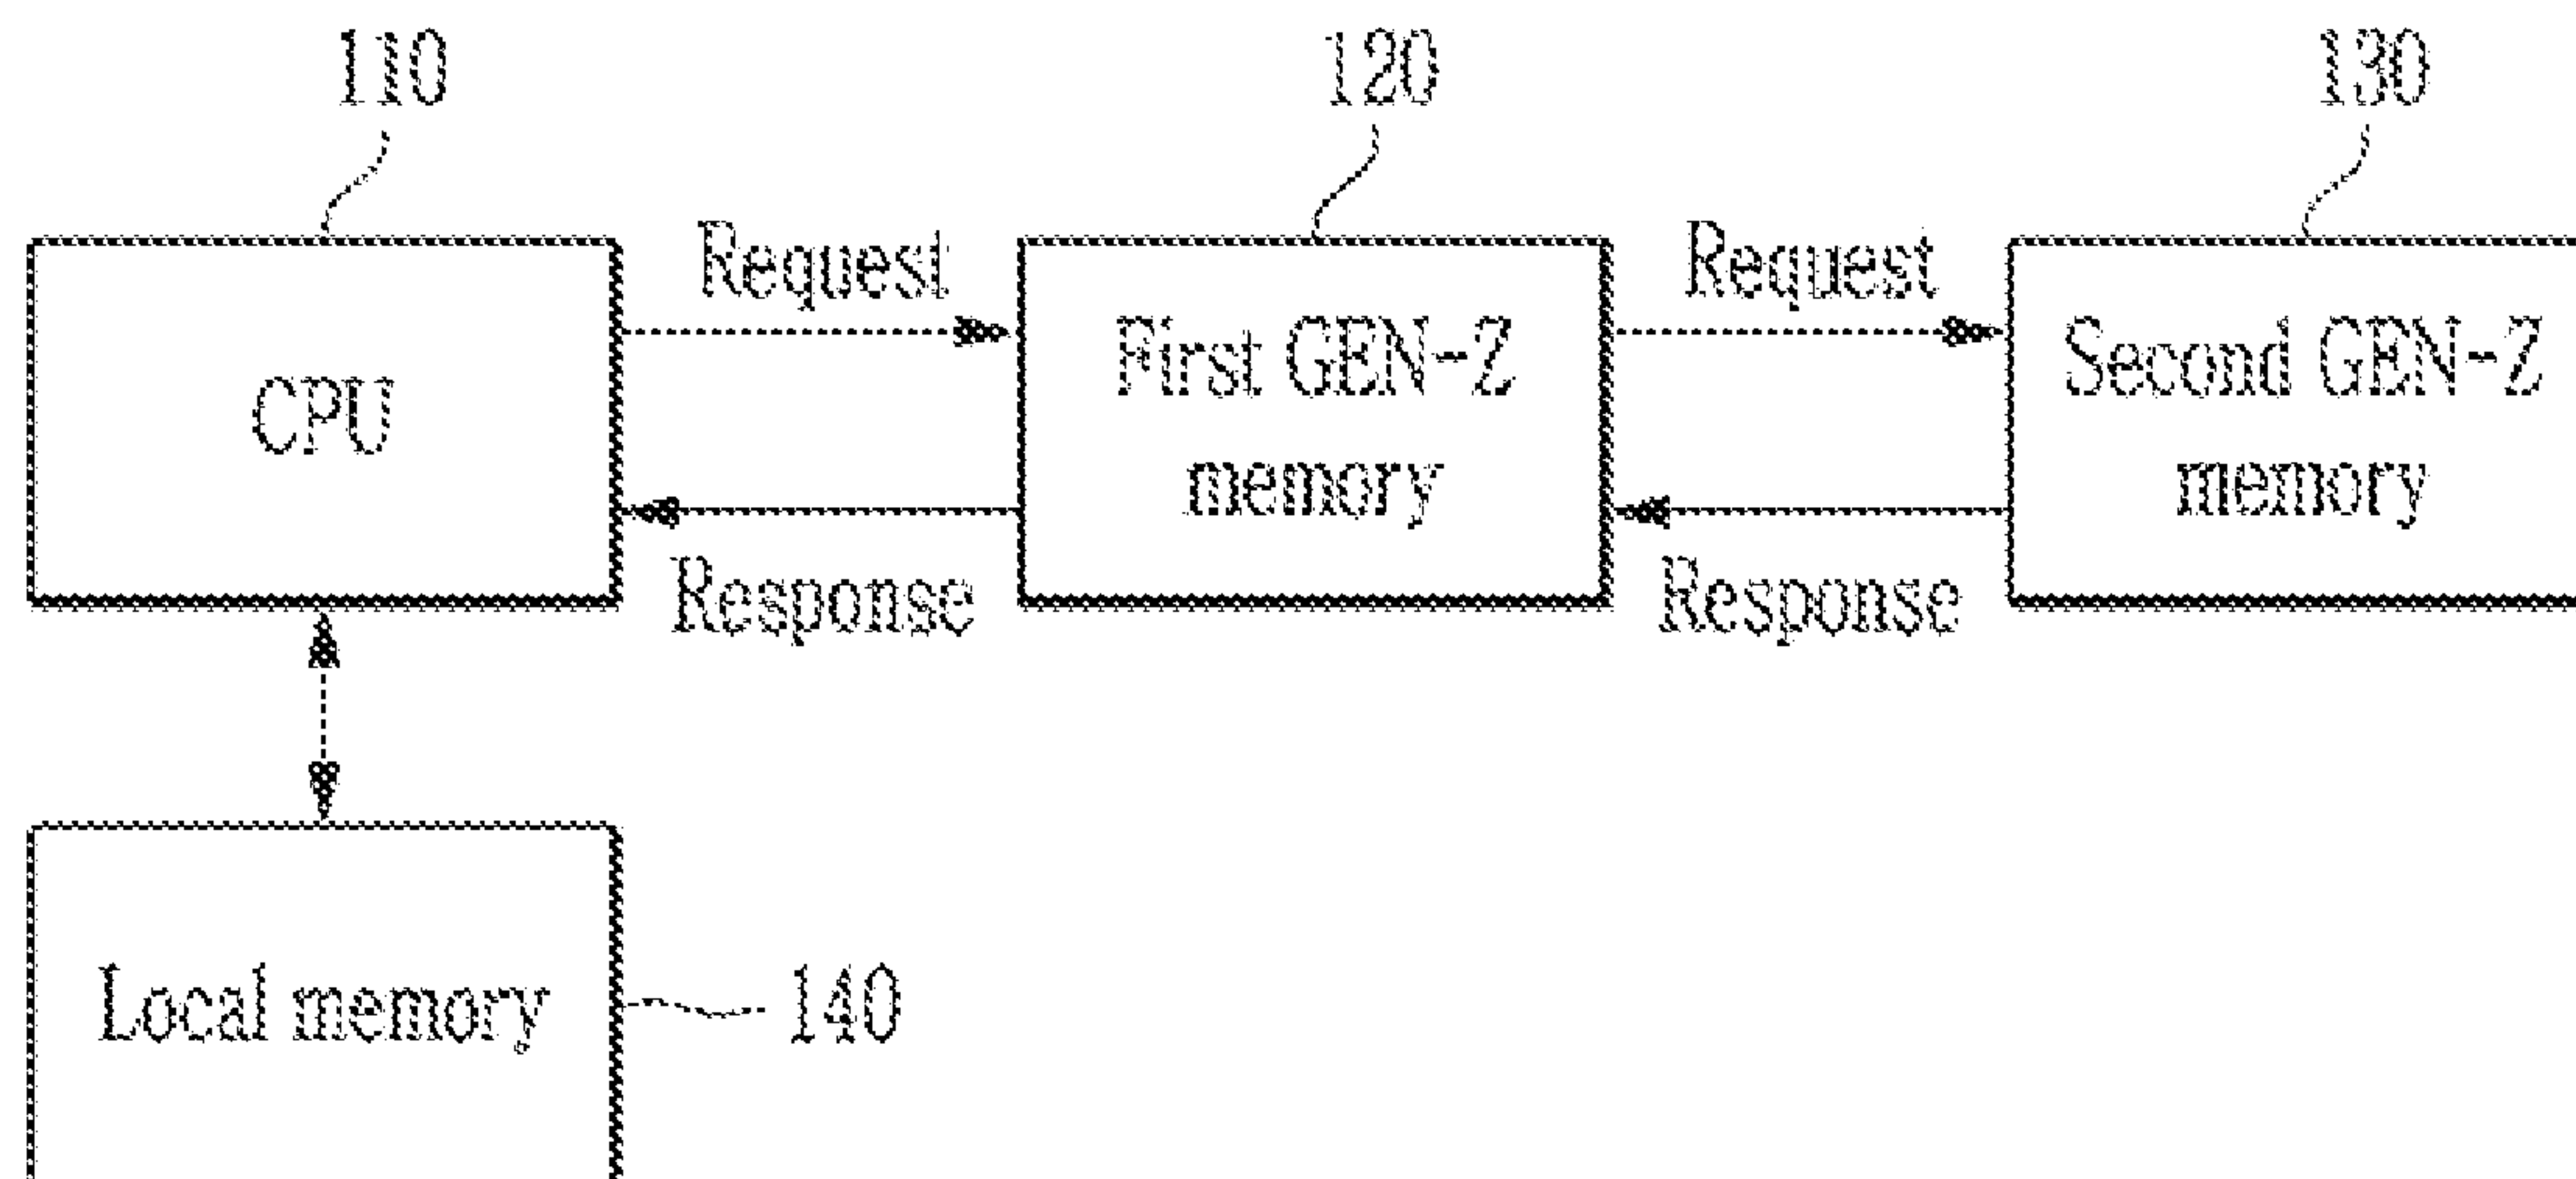 110
120
130
Request
Request
CPU
First GEN-Z
memory
Second GEN-Z
memory
Response
Response
Local memory
140